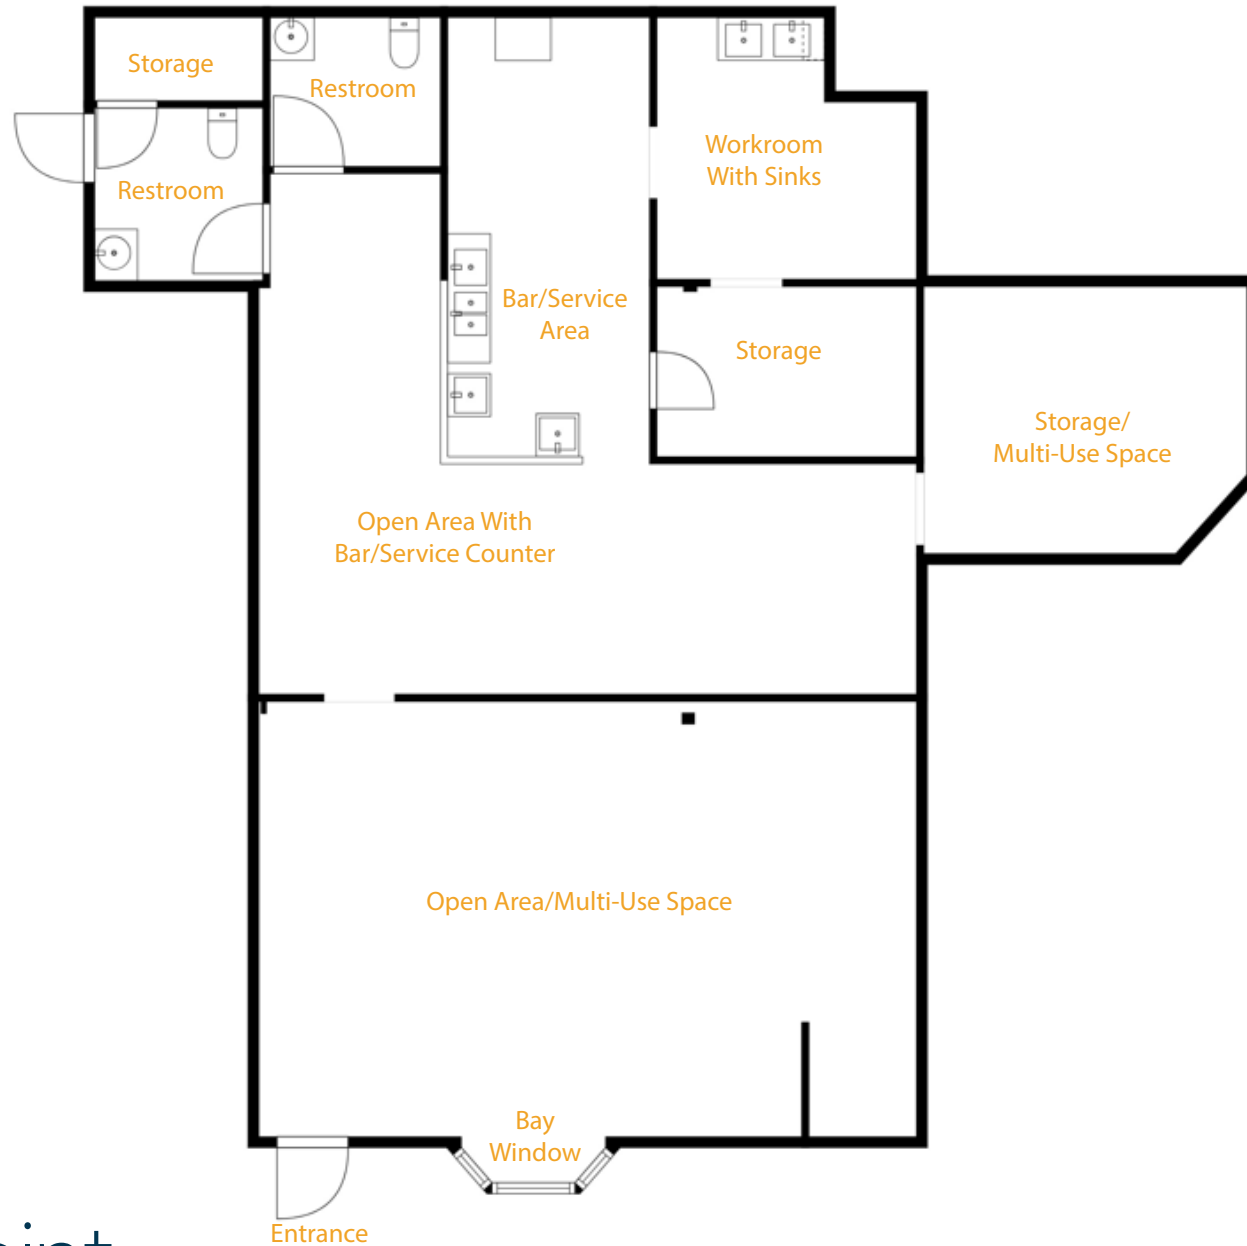 Storage
Restroom
Restroom
Workroom
With Sinks
Bar/Service
Area
Storage
Storage/
Multi-Use Space
Open Area With
Bar/Service Counter
Open Area/Multi-Use Space
Bay
Window
Entrance